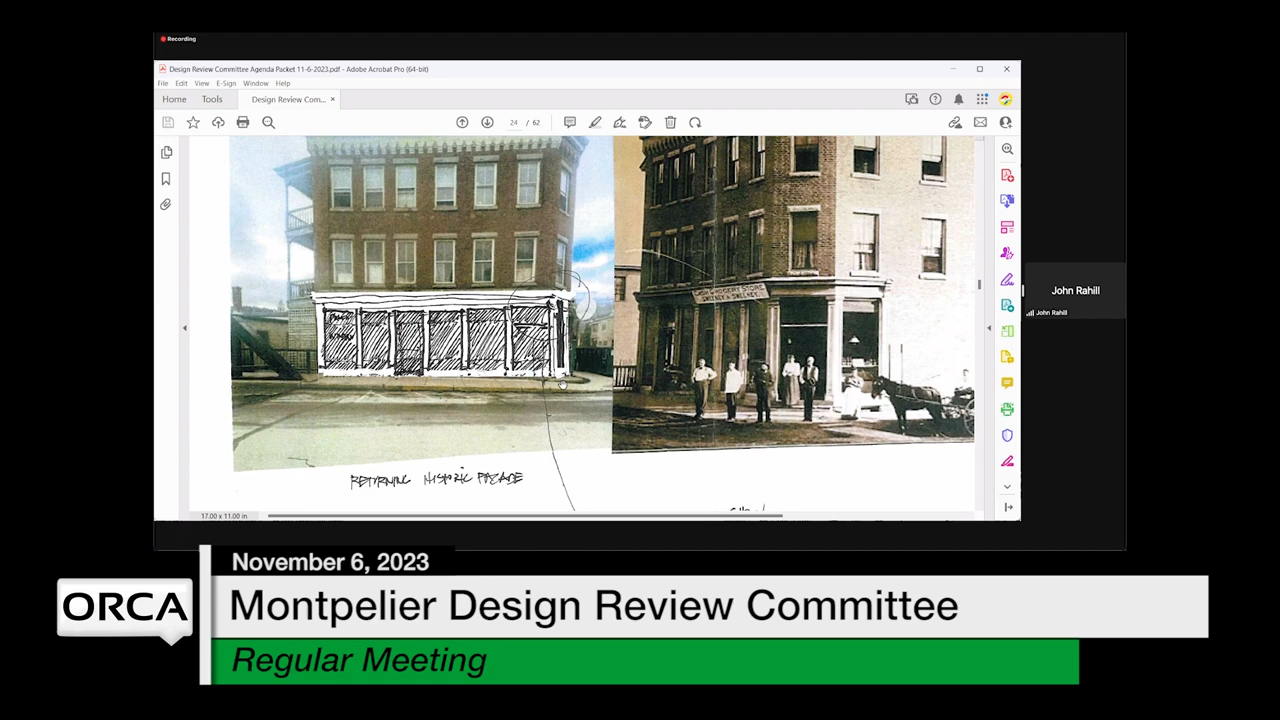 Recording
Design Review Committee Agenda Packet 11-6-2023.pdf - Adobe Acrobat Pro (64-bit)
File Edit View E-Sign Window Help
Home Tools Design Review Com... ×
24 / 62
SWEENEY & SWEENEY
RETURNING HISTORIC FACADE
17.00 x 11.00 in
John Rahill
John Rahill
November 6, 2023
ORCA
Montpelier Design Review Committee
Regular Meeting